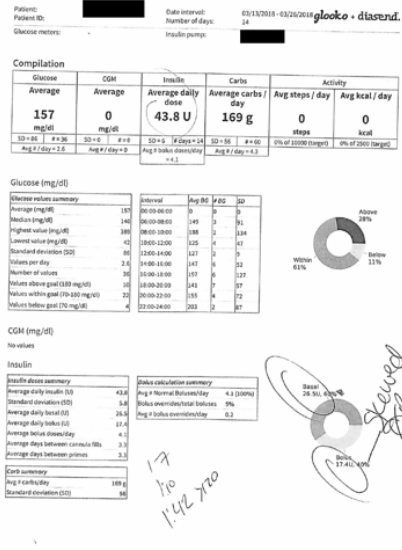 Patient:
Patient ID:
Date interval: 03/13/2018 - 03/26/2018
Number of days: 14
glooko + diasend.
Glucose meters:
Insulin pump:
Compilation
Glucose CGM Insulin Carbs Activity
Average Average Average daily dose Average carbs / day Avg steps / day Avg kcal / day
157 0 43.8 U 169 g 0 0
mg/dl mg/dl steps kcal
SD = 86 # = 36 SD = 0 # = 0 SD = 6 # days = 14 SD = 56 # = 60 0% of 10000 (target) 0% of 2500 (target)
Avg # / day = 2.6 Avg # / day = 0 Avg # bolus doses/day = 4.1 Avg # / day = 4.3
Glucose (mg/dl)
Glucose values summary
Average (mg/dl) 157
Median (mg/dl) 146
Highest value (mg/dl) 389
Lowest value (mg/dl) 42
Standard deviation (SD) 86
Values per day 2.6
Number of values 36
Values above goal (180 mg/dl) 10
Values within goal (70-180 mg/dl) 22
Values below goal (70 mg/dl) 4
Interval Avg BG # BG SD
00:00-06:00 0 0 0
06:00-08:00 149 3 91
08:00-10:00 188 2 134
10:00-12:00 125 4 47
12:00-14:00 127 2 9
14:00-16:00 147 6 52
16:00-18:00 157 6 127
18:00-20:00 141 7 57
20:00-22:00 155 4 72
22:00-24:00 203 2 87
Above
28%
Within
61%
Below
11%
CGM (mg/dl)
No values
Insulin
Insulin doses summary
Average daily insulin (U) 43.8
Standard deviation (SD) 5.8
Average daily basal (U) 26.5
Average daily bolus (U) 17.4
Average bolus doses/day 4.1
Average days between cannula fills 3.3
Average days between primes 3.3
Bolus calculation summary
Avg # Normal Boluses/day 4.1 (100%)
Bolus overrides/total boluses 5%
Avg # bolus overrides/day 0.2
Basal
26.5U, 60%
Bolus
17.4U, 40%
Skewed
Carb summary
Avg # carbs/day 169 g
Standard deviation (SD) 56
1:10
1:42